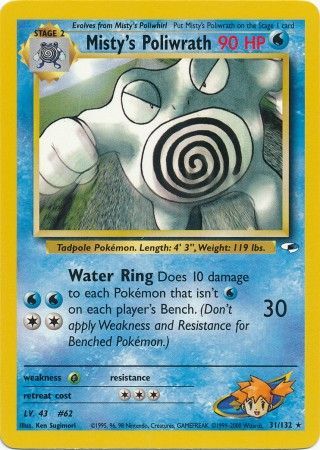 Evolves from Misty's Poliwhirl Put Misty's Poliwrath on the Stage 1 card
STAGE 2
Misty's Poliwrath 90 HP
Tadpole Pokémon. Length: 4' 3", Weight: 119 lbs.
Water Ring Does 10 damage
to each Pokémon that isn't
on each player's Bench. (Don't
apply Weakness and Resistance for
Benched Pokémon.)
30
weakness resistance
retreat cost
LV. 43 #62
Illus. Ken Sugimori
©1995, 96, 98 Nintendo, Creatures, GAMEFREAK. ©1999-2000 Wizards.
31/132 ★